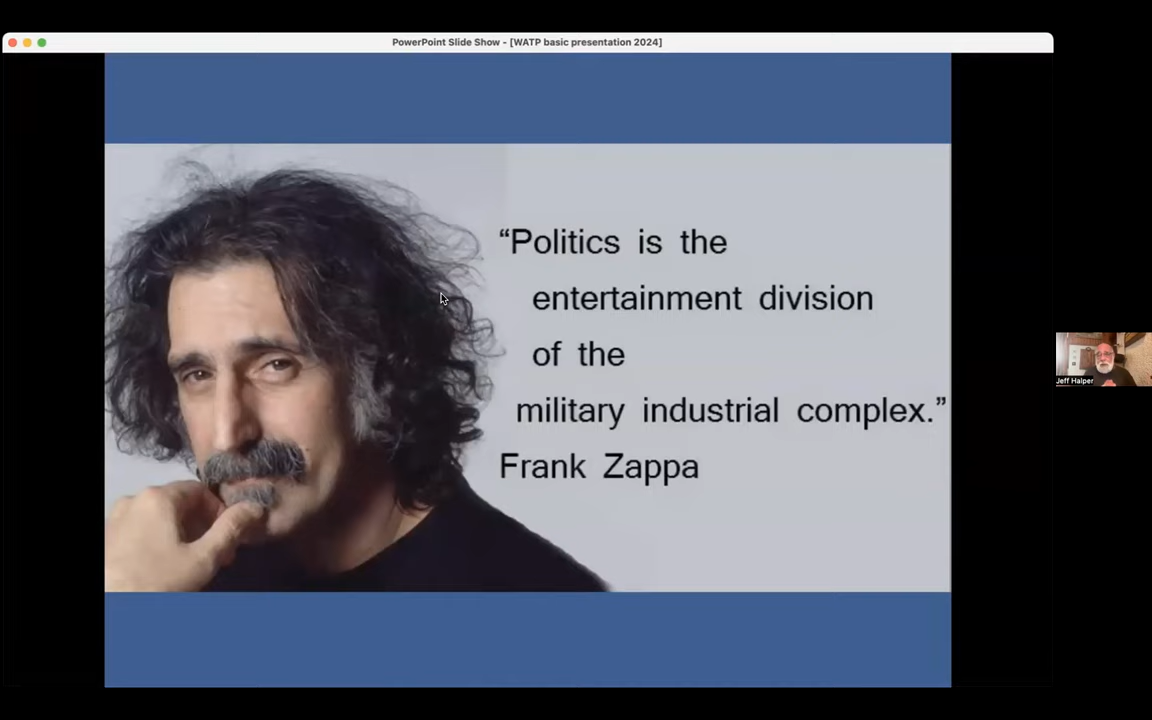 PowerPoint Slide Show - [WATP basic presentation 2024]
“Politics is the
entertainment division
of the
military industrial complex.”
Frank Zappa
Jeff Halper